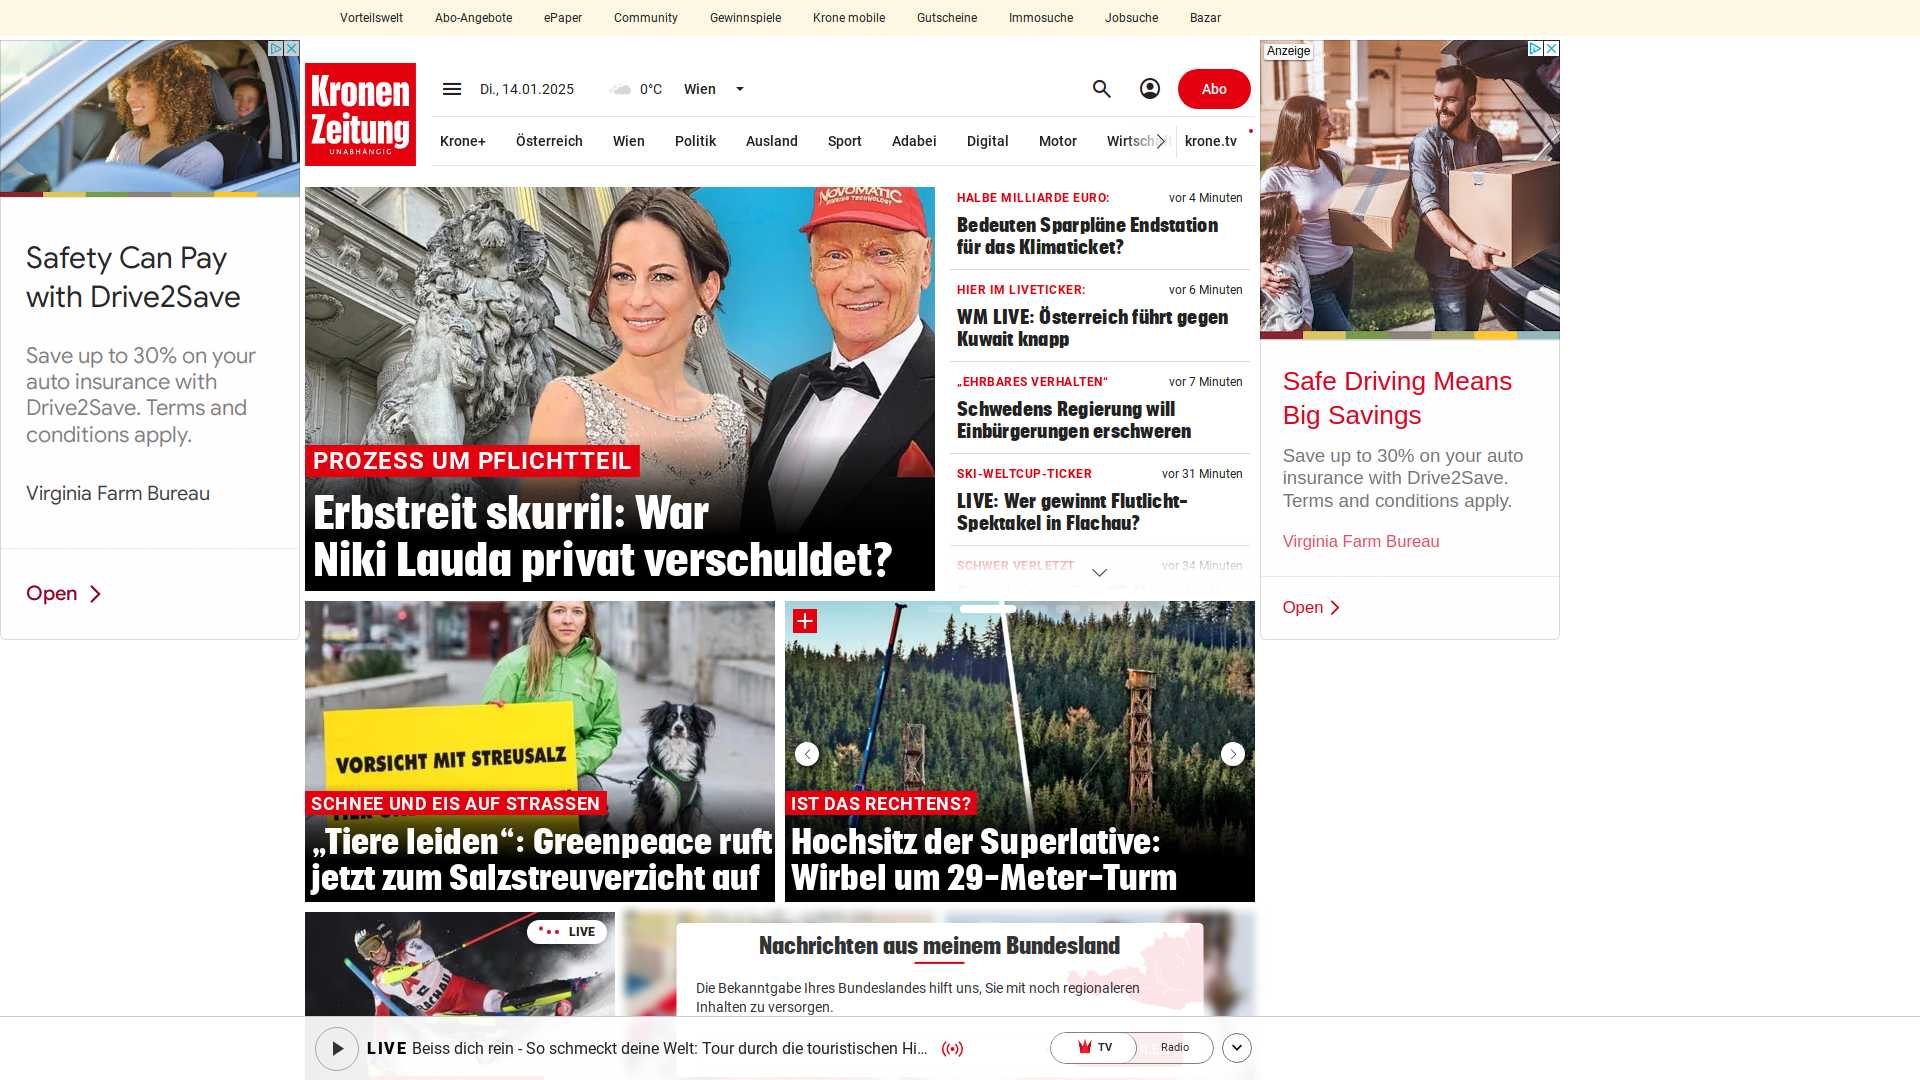 Vorteilswelt
Abo-Angebote
ePaper
Community
Gewinnspiele
Krone mobile
Gutscheine
Immosuche
Jobsuche
Bazar
Kronen
Zeitung
UNABHÄNGIG
Di., 14.01.2025
0°C
Wien
Abo
Krone+
Österreich
Wien
Politik
Ausland
Sport
Adabei
Digital
Motor
krone.tv
Safety Can Pay
with Drive2Save
Save up to 30% on your
auto insurance with
Drive2Save. Terms and
conditions apply.
Virginia Farm Bureau
Open
NOVOMATIC
PROZESS UM PFLICHTTEIL
Erbstreit skurril: War
Niki Lauda privat verschuldet?
HALBE MILLIARDE EURO:
vor 4 Minuten
Bedeuten Sparpläne Endstation
für das Klimaticket?
HIER IM LIVETICKER:
vor 6 Minuten
WM LIVE: Österreich führt gegen
Kuwait knapp
„EHRBARES VERHALTEN“
vor 7 Minuten
Schwedens Regierung will
Einbürgerungen erschweren
SKI-WELTCUP-TICKER
vor 31 Minuten
LIVE: Wer gewinnt Flutlicht-
Spektakel in Flachau?
SCHWER VERLETZT
vor 34 Minuten
Anzeige
Safe Driving Means
Big Savings
Save up to 30% on your auto
insurance with Drive2Save.
Terms and conditions apply.
Virginia Farm Bureau
Open
VORSICHT MIT STREUSALZ
SCHNEE UND EIS AUF STRASSEN
„Tiere leiden“: Greenpeace ruft
jetzt zum Salzstreuverzicht auf
IST DAS RECHTENS?
Hochsitz der Superlative:
Wirbel um 29-Meter-Turm
LIVE
Nachrichten aus meinem Bundesland
Die Bekanntgabe Ihres Bundeslandes hilft uns, Sie mit noch regionaleren
Inhalten zu versorgen.
LIVE Beiss dich rein - So schmeckt deine Welt: Tour durch die touristischen Hi...
TV
Radio